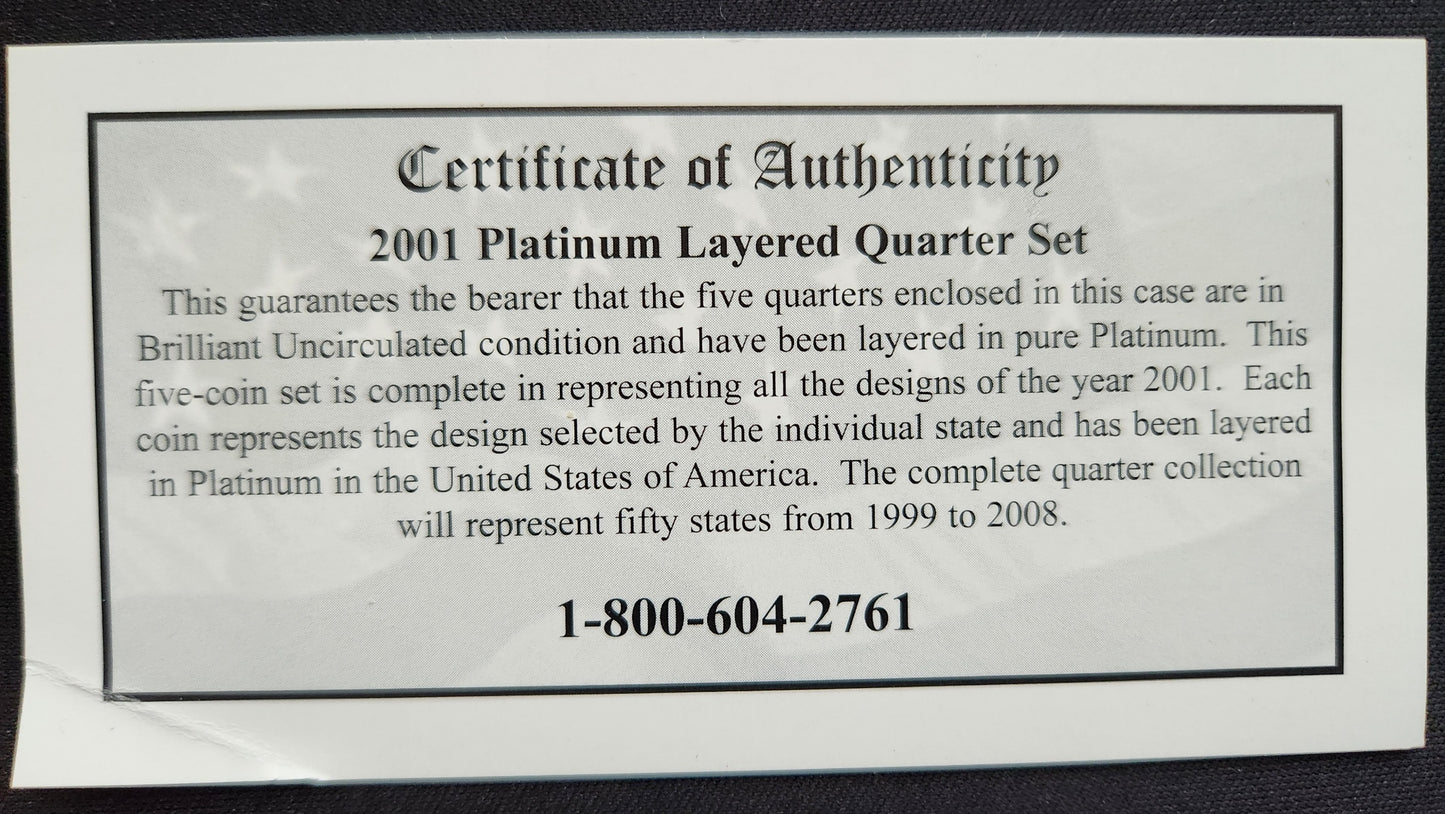 Certificate of Authenticity
2001 Platinum Layered Quarter Set
This guarantees the bearer that the five quarters enclosed in this case are in
Brilliant Uncirculated condition and have been layered in pure Platinum.  This
five-coin set is complete in representing all the designs of the year 2001.  Each
coin represents the design selected by the individual state and has been layered
in Platinum in the United States of America.  The complete quarter collection
will represent fifty states from 1999 to 2008.
1-800-604-2761